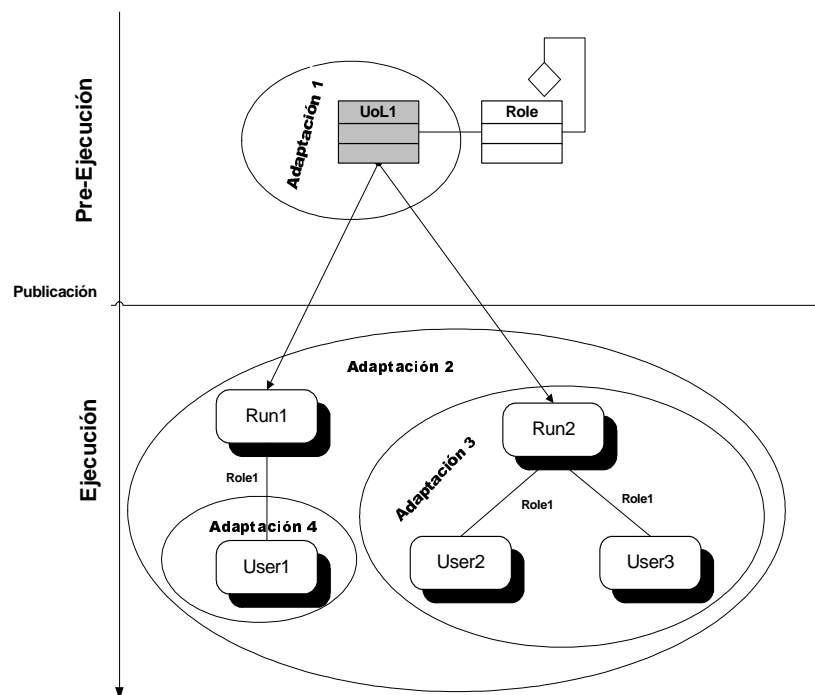 Pre-Ejecución
Adaptación 1
UoL1
Role
Publicación
Ejecución
Adaptación 2
Run1
Run2
Adaptación 3
Role1
Role1
Role1
Adaptación 4
User1
User2
User3